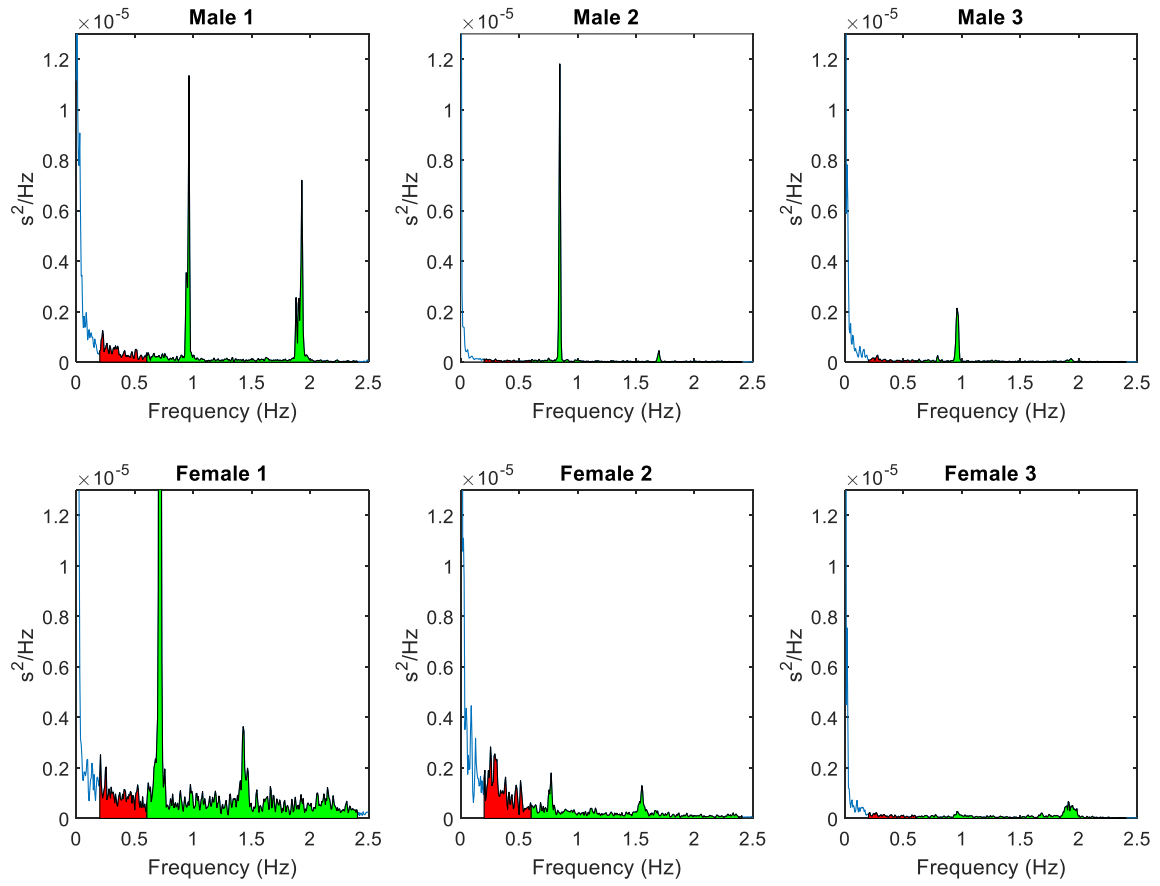 ×10⁻⁵ Male 1
1.2
1
0.8
0.6
0.4
0.2
0
s²/Hz
0 0.5 1 1.5 2 2.5
Frequency (Hz)
×10⁻⁵ Male 2
1.2
1
0.8
0.6
0.4
0.2
0
s²/Hz
0 0.5 1 1.5 2 2.5
Frequency (Hz)
×10⁻⁵ Male 3
1.2
1
0.8
0.6
0.4
0.2
0
s²/Hz
0 0.5 1 1.5 2 2.5
Frequency (Hz)
×10⁻⁵ Female 1
1.2
1
0.8
0.6
0.4
0.2
0
s²/Hz
0 0.5 1 1.5 2 2.5
Frequency (Hz)
×10⁻⁵ Female 2
1.2
1
0.8
0.6
0.4
0.2
0
s²/Hz
0 0.5 1 1.5 2 2.5
Frequency (Hz)
×10⁻⁵ Female 3
1.2
1
0.8
0.6
0.4
0.2
0
s²/Hz
0 0.5 1 1.5 2 2.5
Frequency (Hz)